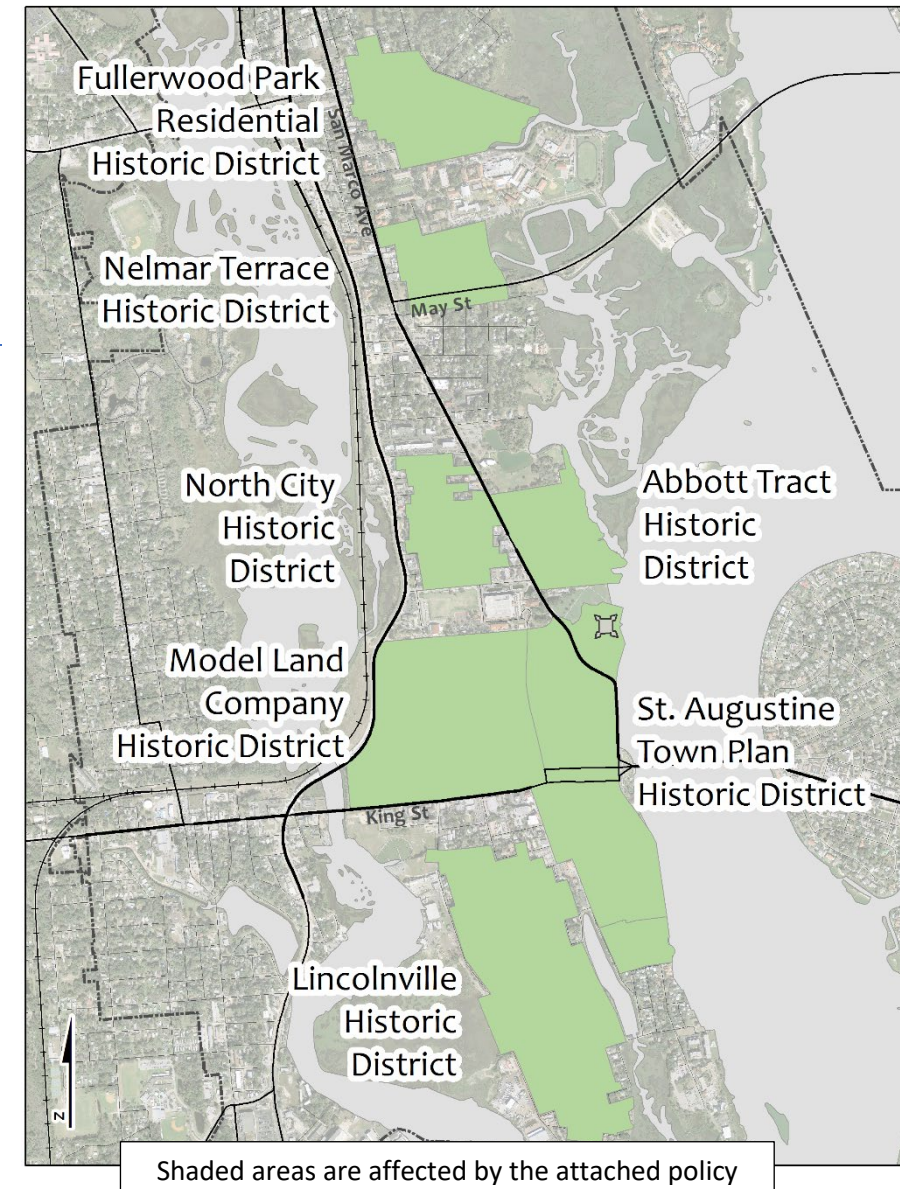 Fullerwood Park
Residential
Historic District
San Marco Ave
Nelmar Terrace
Historic District
May St
North City
Historic
District
Abbott Tract
Historic
District
Model Land
Company
Historic District
St. Augustine
Town Plan
Historic District
King St
Lincolnville
Historic
District
N
Shaded areas are affected by the attached policy